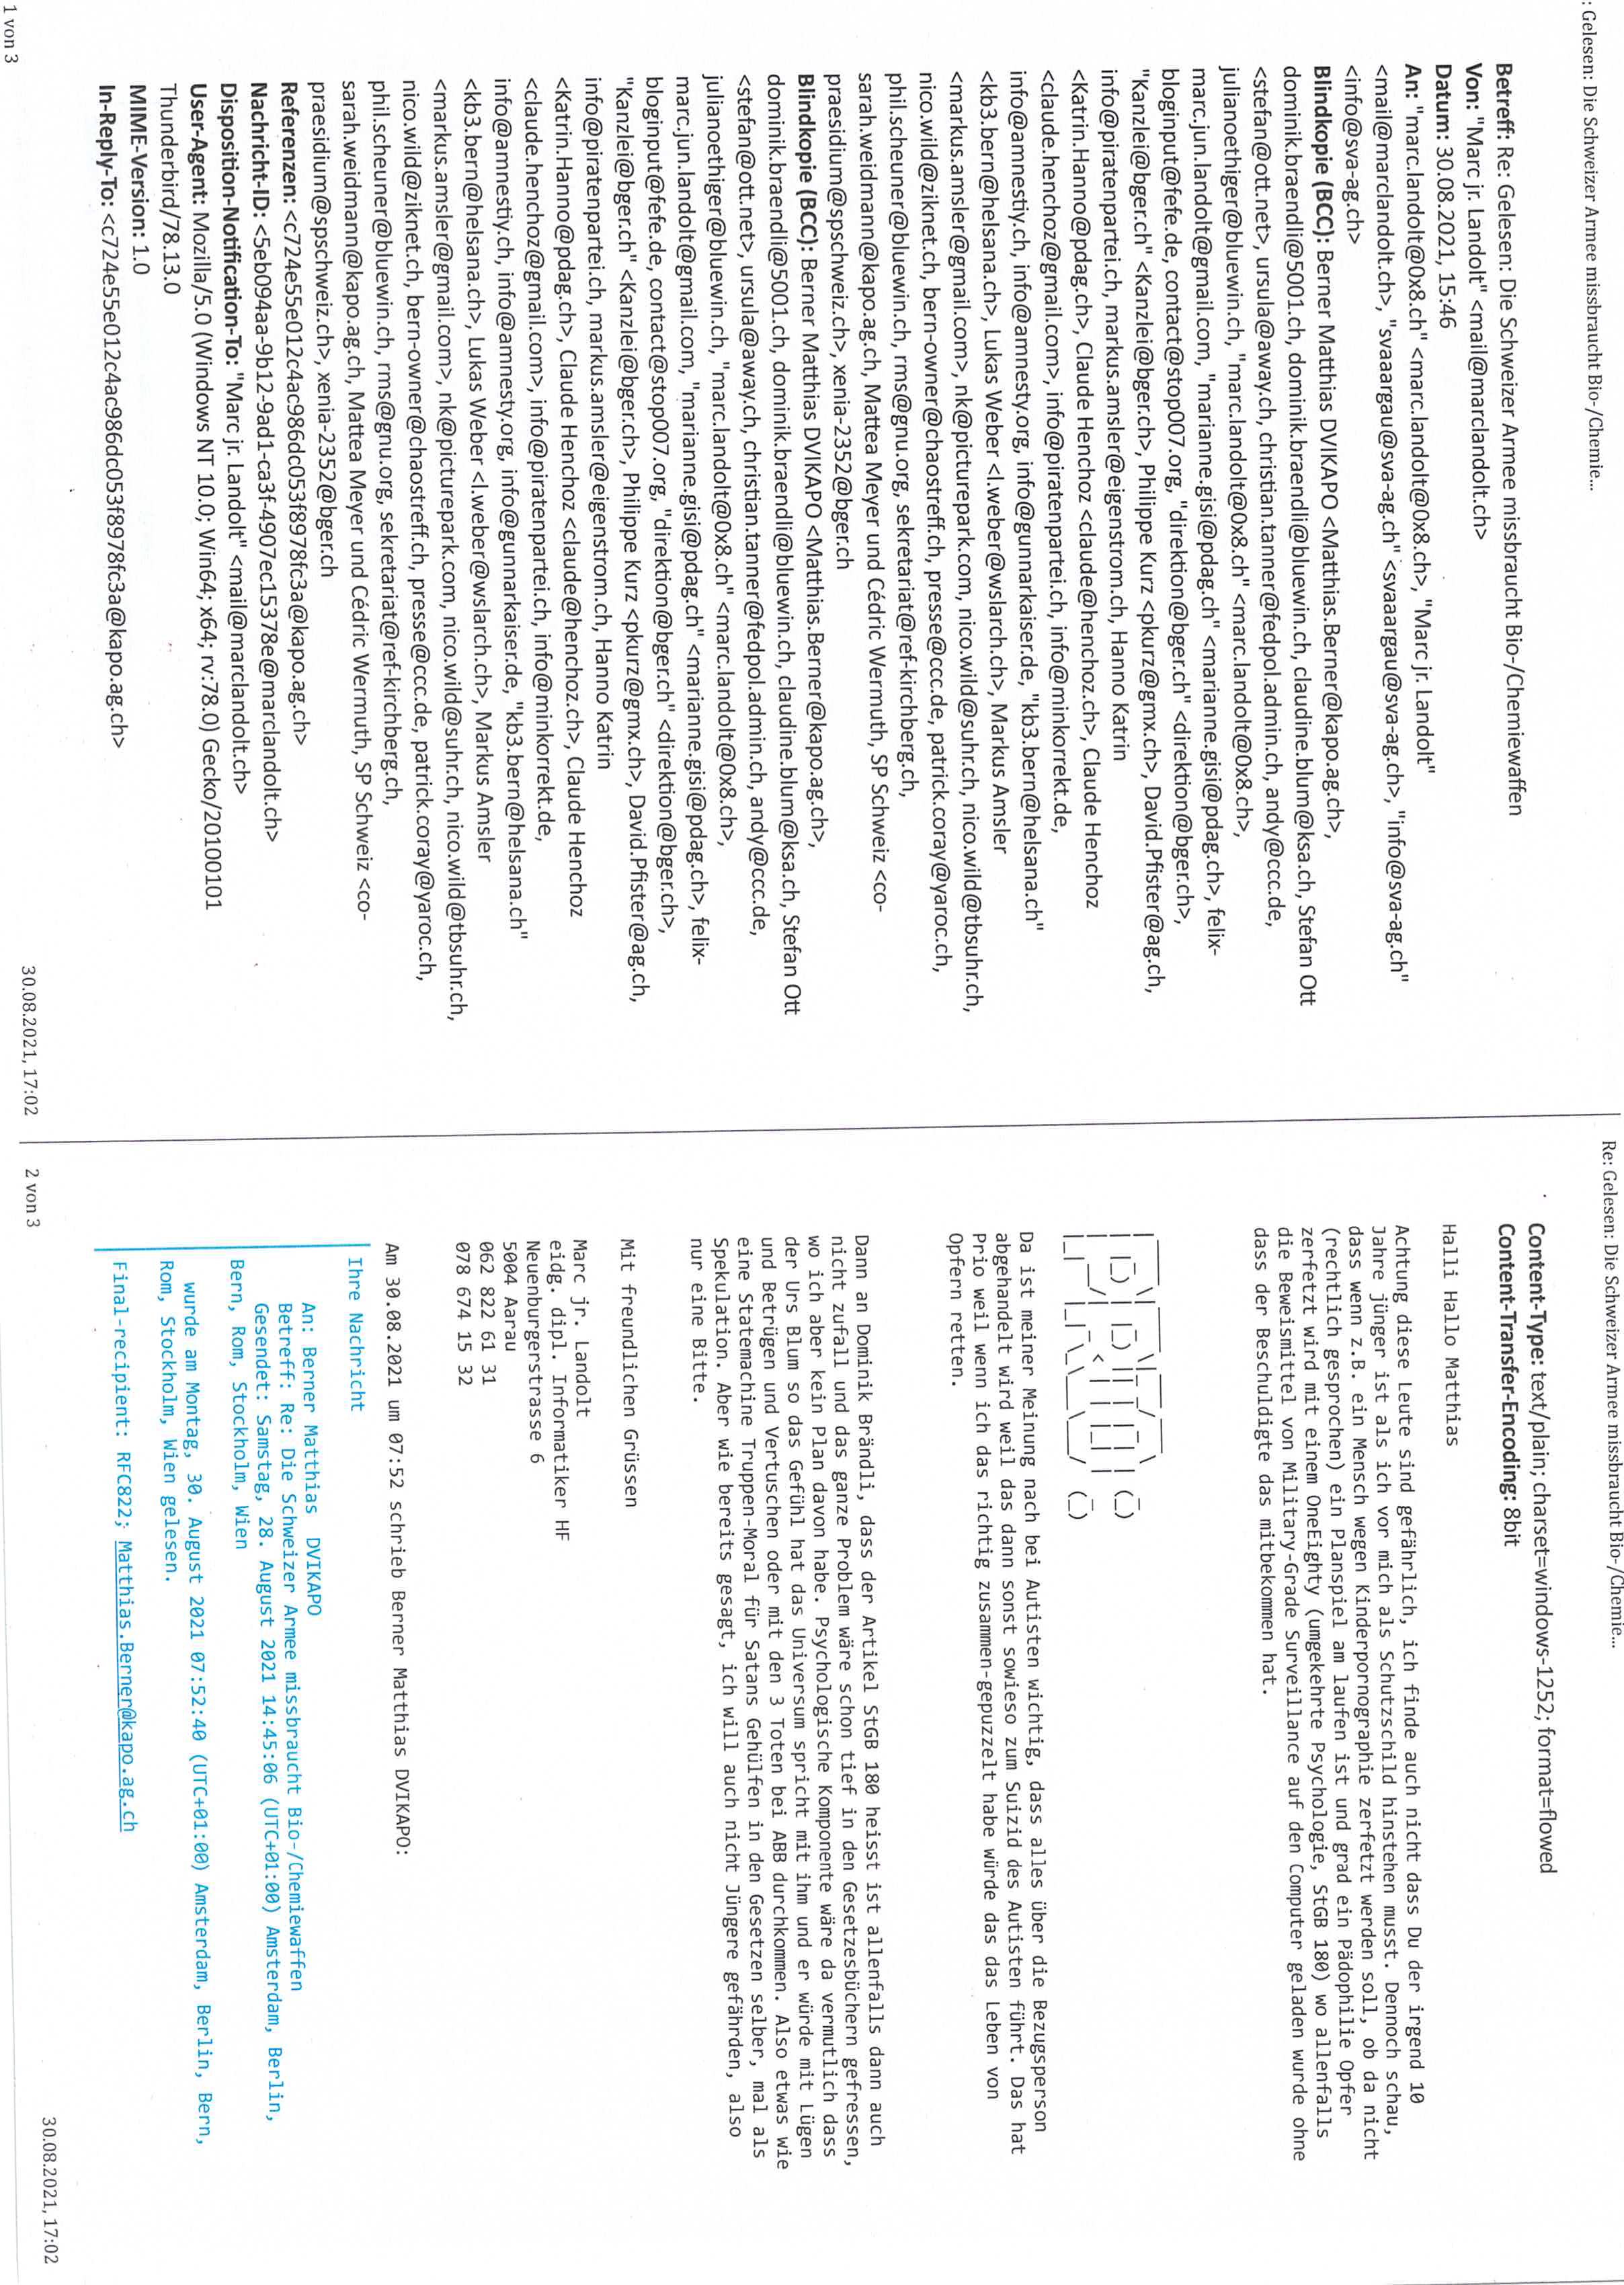 : Gelesen: Die Schweizer Armee missbraucht Bio-/Chemie...
Betreff: Re: Gelesen: Die Schweizer Armee missbraucht Bio-/Chemiewaffen
Von: "Marc jr. Landolt" <mail@marclandolt.ch>
Datum: 30.08.2021, 15:46
An: "marc.landolt@0x8.ch" <marc.landolt@0x8.ch>, "Marc jr. Landolt"
<mail@marclandolt.ch>, "svaaargau@sva-ag.ch" <svaaargau@sva-ag.ch>, "info@sva-ag.ch"
<info@sva-ag.ch>
Blindkopie (BCC): Berner Matthias DVIKAPO <Matthias.Berner@kapo.ag.ch>,
dominik.braendli@5001.ch, dominik.braendli@bluewin.ch, claudine.blum@ksa.ch, Stefan Ott
<stefan@ott.net>, ursula@away.ch, christian.tanner@fedpol.admin.ch, andy@ccc.de,
julianoethiger@bluewin.ch, "marc.landolt@0x8.ch" <marc.landolt@0x8.ch>,
marc.jun.landolt@gmail.com, "marianne.gisi@pdag.ch" <marianne.gisi@pdag.ch>, felix-
bloginput@fefe.de, contact@stop007.org, "direktion@bger.ch" <direktion@bger.ch>,
"Kanzlei@bger.ch" <Kanzlei@bger.ch>, Philippe Kurz <pkurz@gmx.ch>, David.Pfister@ag.ch,
info@piratenpartei.ch, markus.amsler@eigenstrom.ch, Hanno Katrin
<Katrin.Hanno@pdag.ch>, Claude Henchoz <claude@henchoz.ch>, Claude Henchoz
<claude.henchoz@gmail.com>, info@piratenpartei.ch, info@minkorrekt.de,
info@amnestiy.ch, info@amnesty.org, info@gunnarkaiser.de, "kb3.bern@helsana.ch"
<kb3.bern@helsana.ch>, Lukas Weber <l.weber@wslarch.ch>, Markus Amsler
<markus.amsler@gmail.com>, nk@picturepark.com, nico.wild@suhr.ch, nico.wild@tbsuhr.ch,
nico.wild@ziknet.ch, bern-owner@chaostreff.ch, presse@ccc.de, patrick.coray@yaroc.ch,
phil.scheuner@bluewin.ch, rms@gnu.org, sekretariat@ref-kirchberg.ch,
sarah.weidmann@kapo.ag.ch, Mattea Meyer und Cédric Wermuth, SP Schweiz <co-
praesidium@spschweiz.ch>, xenia-2352@bger.ch
Blindkopie (BCC): Berner Matthias DVIKAPO <Matthias.Berner@kapo.ag.ch>,
dominik.braendli@5001.ch, dominik.braendli@bluewin.ch, claudine.blum@ksa.ch, Stefan Ott
<stefan@ott.net>, ursula@away.ch, christian.tanner@fedpol.admin.ch, andy@ccc.de,
julianoethiger@bluewin.ch, "marc.landolt@0x8.ch" <marc.landolt@0x8.ch>,
marc.jun.landolt@gmail.com, "marianne.gisi@pdag.ch" <marianne.gisi@pdag.ch>, felix-
bloginput@fefe.de, contact@stop007.org, "direktion@bger.ch" <direktion@bger.ch>,
"Kanzlei@bger.ch" <Kanzlei@bger.ch>, Philippe Kurz <pkurz@gmx.ch>, David.Pfister@ag.ch,
info@piratenpartei.ch, markus.amsler@eigenstrom.ch, Hanno Katrin
<Katrin.Hanno@pdag.ch>, Claude Henchoz <claude@henchoz.ch>, Claude Henchoz
<claude.henchoz@gmail.com>, info@piratenpartei.ch, info@minkorrekt.de,
info@amnestiy.ch, info@amnesty.org, info@gunnarkaiser.de, "kb3.bern@helsana.ch"
<kb3.bern@helsana.ch>, Lukas Weber <l.weber@wslarch.ch>, Markus Amsler
<markus.amsler@gmail.com>, nk@picturepark.com, nico.wild@suhr.ch, nico.wild@tbsuhr.ch,
nico.wild@ziknet.ch, bern-owner@chaostreff.ch, presse@ccc.de, patrick.coray@yaroc.ch,
phil.scheuner@bluewin.ch, rms@gnu.org, sekretariat@ref-kirchberg.ch,
sarah.weidmann@kapo.ag.ch, Mattea Meyer und Cédric Wermuth, SP Schweiz <co-
praesidium@spschweiz.ch>, xenia-2352@bger.ch
Referenzen: <c724e55e012c4ac986dc053f8978fc3a@kapo.ag.ch>
Nachricht-ID: <5eb094aa-9b12-9ad1-ca3f-4907ec15378e@marclandolt.ch>
Disposition-Notification-To: "Marc jr. Landolt" <mail@marclandolt.ch>
User-Agent: Mozilla/5.0 (Windows NT 10.0; Win64; x64; rv:78.0) Gecko/20100101
Thunderbird/78.13.0
MIME-Version: 1.0
In-Reply-To: <c724e55e012c4ac986dc053f8978fc3a@kapo.ag.ch>
1 von 3
30.08.2021, 17:02
Re: Gelesen: Die Schweizer Armee missbraucht Bio-/Chemie...
Content-Type: text/plain; charset=windows-1252; format=flowed
Content-Transfer-Encoding: 8bit
Halli Hallo Matthias
Achtung diese Leute sind gefährlich, ich finde auch nicht dass Du der irgend 10
Jahre jünger ist als ich vor mich als Schutzschild hinstehen musst. Dennoch schau,
dass wenn z.B. ein Mensch wegen Kinderpornographie zerfetzt werden soll, ob da nicht
(rechtlich gesprochen) ein Planspiel am laufen ist und grad ein Pädophilie Opfer
zerfetzt wird mit einem OneEighty (umgekehrte Psychologie, StGB 180) wo allenfalls
die Beweismittel von Military-Grade Surveillance auf den Computer geladen wurde ohne
dass der Beschuldigte das mitbekommen hat.
PRIO:
Da ist meiner Meinung nach bei Autisten wichtig, dass alles über die Bezugsperson
abgehandelt wird weil das dann sonst sowieso zum Suizid des Autisten führt. Das hat
Prio weil wenn ich das richtig zusammen-gepuzzelt habe würde das das Leben von
Opfern retten.
Dann an Dominik Brändli, dass der Artikel StGB 180 heisst ist allenfalls dann auch
nicht zufall und das ganze Problem wäre schon tief in den Gesetzesbüchern gefressen,
wo ich aber kein Plan davon habe. Psychologische Komponente wäre da vermutlich dass
der Urs Blum so das Gefühl hat das Universum spricht mit ihm und er würde mit Lügen
und Betrügen und Vertuschen oder mit den 3 Toten bei ABB durchkommen. Also etwas wie
eine Statemachine Truppen-Moral für Satans Gehülfen in den Gesetzen selber, mal als
Spekulation. Aber wie bereits gesagt, ich will auch nicht Jüngere gefährden, also
nur eine Bitte.
Mit freundlichen Grüssen
Marc jr. Landolt
eidg. dipl. Informatiker HF
Neuenburgerstrasse 6
5004 Aarau
062 822 61 31
078 674 15 32
Am 30.08.2021 um 07:52 schrieb Berner Matthias DVIKAPO:
Ihre Nachricht
An: Berner Matthias DVIKAPO
Betreff: Re: Die Schweizer Armee missbraucht Bio-/Chemiewaffen
Gesendet: Samstag, 28. August 2021 14:45:06 (UTC+01:00) Amsterdam, Berlin,
Bern, Rom, Stockholm, Wien
wurde am Montag, 30. August 2021 07:52:40 (UTC+01:00) Amsterdam, Berlin, Bern,
Rom, Stockholm, Wien gelesen.
Final-recipient: RFC822; Matthias.Berner@kapo.ag.ch
2 von 3
30.08.2021, 17:02